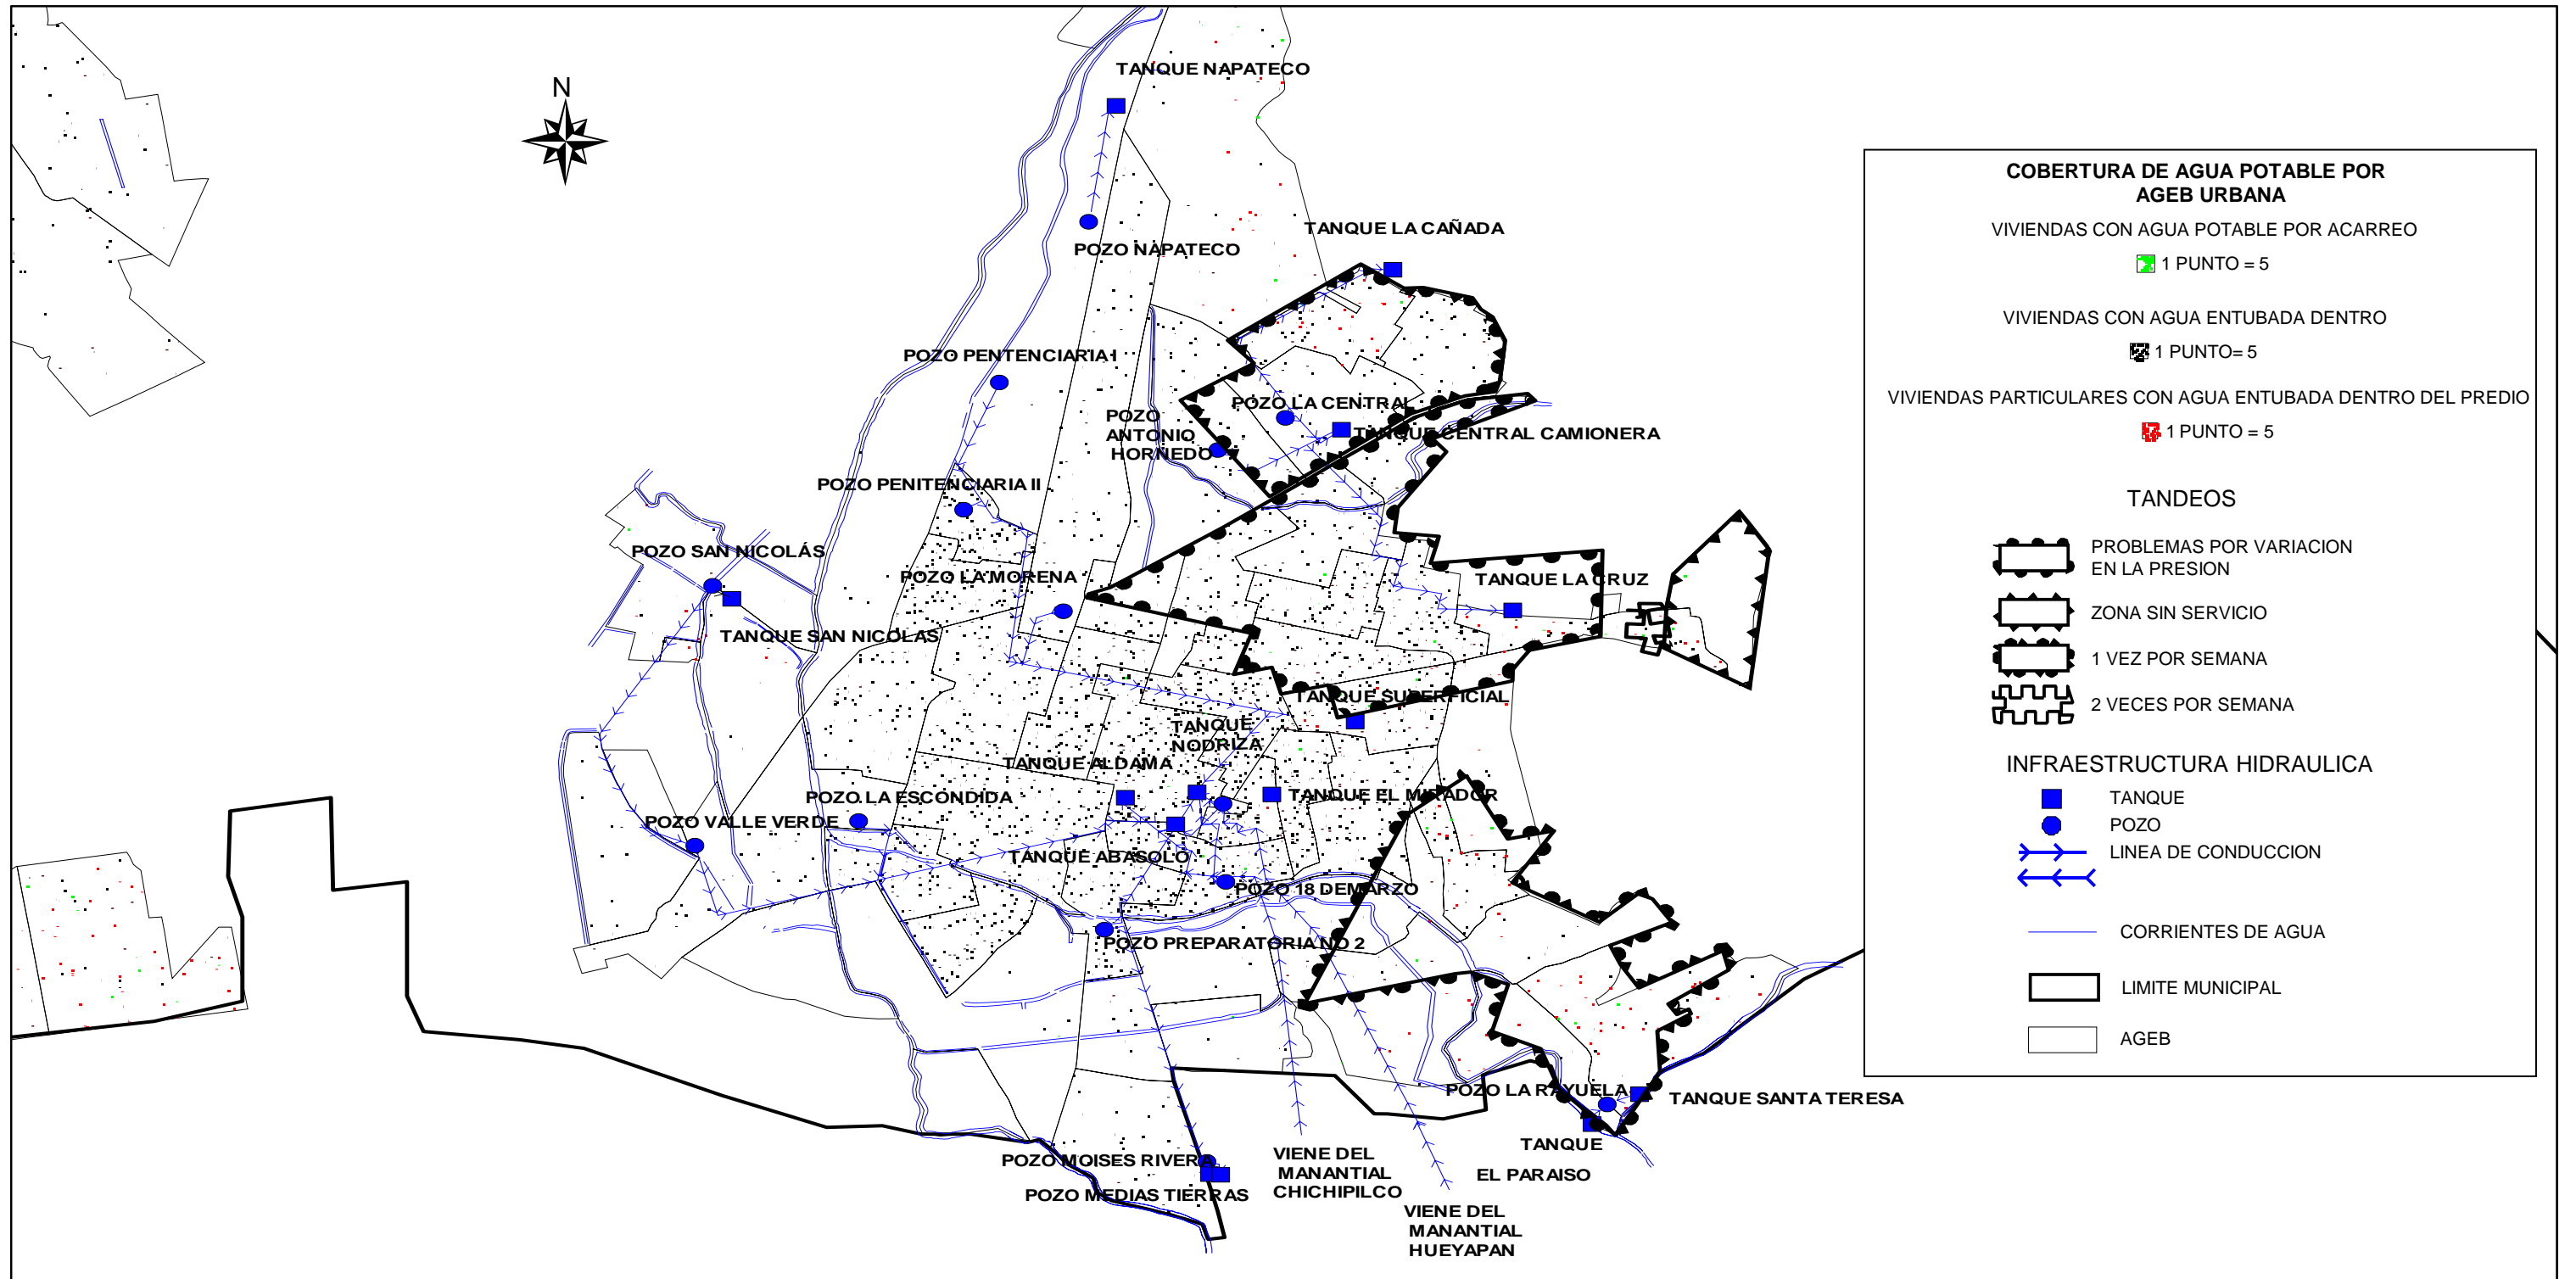 N
TANQUE NAPATECO
POZO NAPATECO
TANQUE LA CAÑADA
POZO PENTENCIARIA I
POZO LA CENTRAL
POZO
ANTONIO
HORNEDO
TANQUE CENTRAL CAMIONERA
POZO PENITENCIARIA II
POZO SAN NICOLÁS
POZO LA MORENA
TANQUE LA CRUZ
TANQUE SAN NICOLAS
TANQUE SUPERFICIAL
TANQUE
NODRIZA
TANQUE ALDAMA
POZO LA ESCONDIDA
TANQUE EL MIRADOR
POZO VALLE VERDE
TANQUE ABASOLO
POZO 18 DEMARZO
POZO PREPARATORIA NO 2
POZO LA RAYUELA
TANQUE SANTA TERESA
TANQUE
EL PARAISO
POZO MOISES RIVERA
POZO MEDIAS TIERRAS
VIENE DEL
MANANTIAL
CHICHIPILCO
VIENE DEL
MANANTIAL
HUEYAPAN
COBERTURA DE AGUA POTABLE POR
AGEB URBANA
VIVIENDAS CON AGUA POTABLE POR ACARREO
1 PUNTO = 5
VIVIENDAS CON AGUA ENTUBADA DENTRO
1 PUNTO= 5
VIVIENDAS PARTICULARES CON AGUA ENTUBADA DENTRO DEL PREDIO
1 PUNTO = 5
TANDEOS
PROBLEMAS POR VARIACION
EN LA PRESION
ZONA SIN SERVICIO
1 VEZ POR SEMANA
2 VECES POR SEMANA
INFRAESTRUCTURA HIDRAULICA
TANQUE
POZO
LINEA DE CONDUCCION
CORRIENTES DE AGUA
LIMITE MUNICIPAL
AGEB